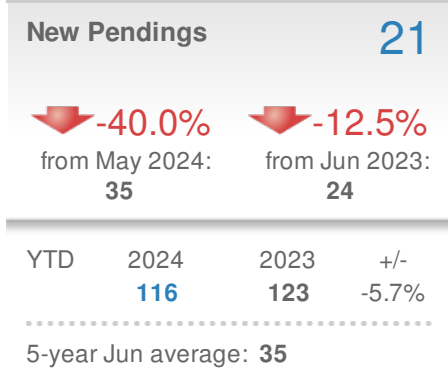 New Pendings 21
-40.0% -12.5%
from May 2024: from Jun 2023:
35 24
YTD 2024 2023 +/-
116 123 -5.7%
5-year Jun average: 35